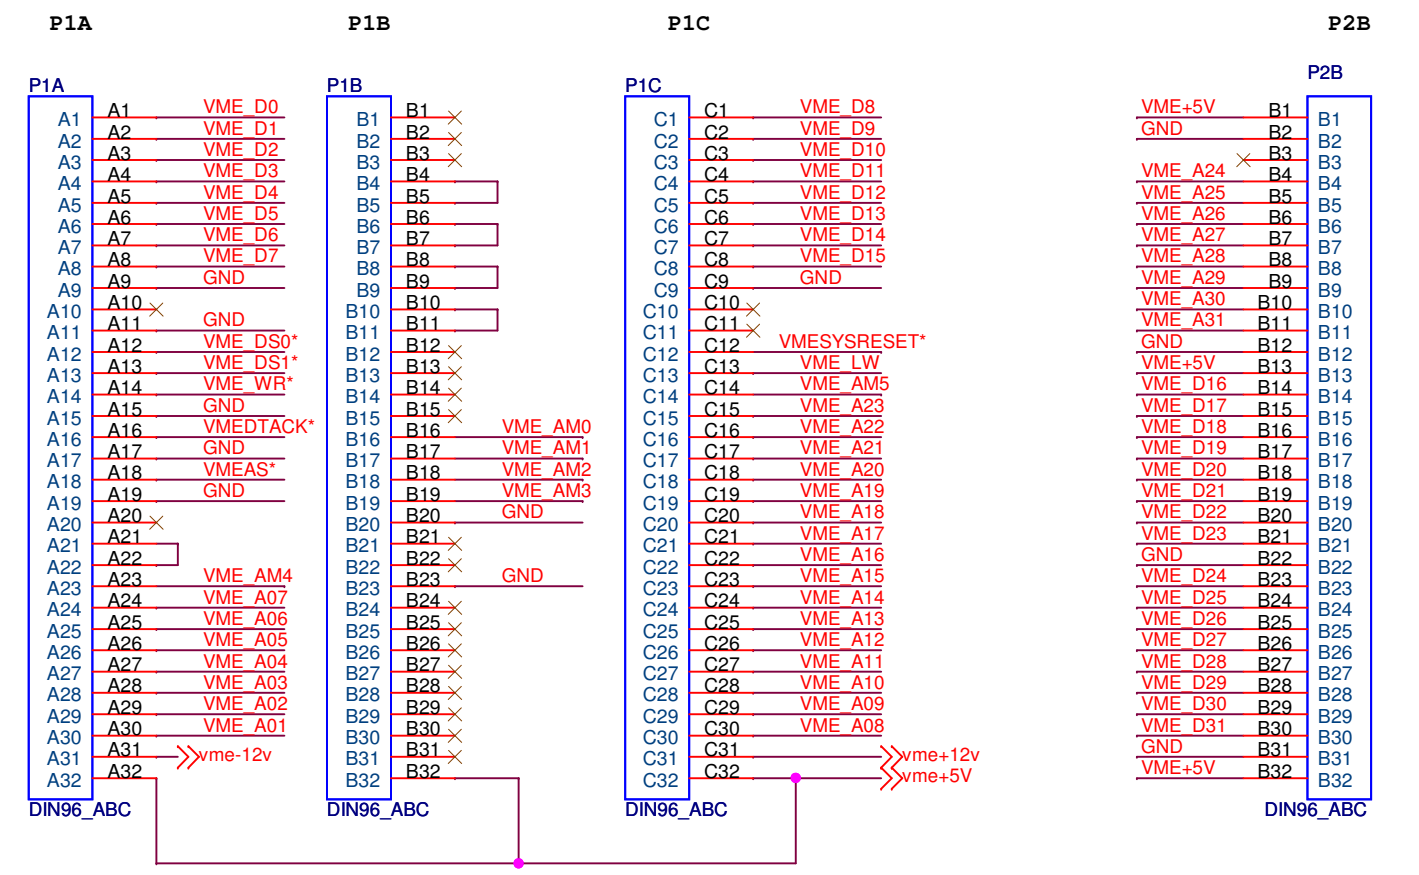 P1A P1B P1C P2B
P1A P1B P1C P2B
A1 A1 VME_D0 B1 B1 C1 C1 VME_D8 VME+5V B1 B1
A2 A2 VME_D1 B2 B2 C2 C2 VME_D9 GND B2 B2
A3 A3 VME_D2 B3 B3 C3 C3 VME_D10 B3 B3
A4 A4 VME_D3 B4 B4 C4 C4 VME_D11 VME_A24 B4 B4
A5 A5 VME_D4 B5 B5 C5 C5 VME_D12 VME_A25 B5 B5
A6 A6 VME_D5 B6 B6 C6 C6 VME_D13 VME_A26 B6 B6
A7 A7 VME_D6 B7 B7 C7 C7 VME_D14 VME_A27 B7 B7
A8 A8 VME_D7 B8 B8 C8 C8 VME_D15 VME_A28 B8 B8
A9 A9 GND B9 B9 C9 C9 GND VME_A29 B9 B9
A10 A10 B10 B10 C10 C10 VME_A30 B10 B10
A11 A11 GND B11 B11 C11 C11 VME_A31 B11 B11
A12 A12 VME_DS0* B12 B12 C12 C12 VMESYSRESET* GND B12 B12
A13 A13 VME_DS1* B13 B13 C13 C13 VME_LW VME+5V B13 B13
A14 A14 VME_WR* B14 B14 C14 C14 VME_AM5 VME_D16 B14 B14
A15 A15 GND B15 B15 C15 C15 VME_A23 VME_D17 B15 B15
A16 A16 VMEDTACK* B16 B16 VME_AM0 C16 C16 VME_A22 VME_D18 B16 B16
A17 A17 GND B17 B17 VME_AM1 C17 C17 VME_A21 VME_D19 B17 B17
A18 A18 VMEAS* B18 B18 VME_AM2 C18 C18 VME_A20 VME_D20 B18 B18
A19 A19 GND B19 B19 VME_AM3 C19 C19 VME_A19 VME_D21 B19 B19
A20 A20 B20 B20 GND C20 C20 VME_A18 VME_D22 B20 B20
A21 A21 B21 B21 C21 C21 VME_A17 VME_D23 B21 B21
A22 A22 B22 B22 C22 C22 VME_A16 GND B22 B22
A23 A23 VME_AM4 B23 B23 GND C23 C23 VME_A15 VME_D24 B23 B23
A24 A24 VME_A07 B24 B24 C24 C24 VME_A14 VME_D25 B24 B24
A25 A25 VME_A06 B25 B25 C25 C25 VME_A13 VME_D26 B25 B25
A26 A26 VME_A05 B26 B26 C26 C26 VME_A12 VME_D27 B26 B26
A27 A27 VME_A04 B27 B27 C27 C27 VME_A11 VME_D28 B27 B27
A28 A28 VME_A03 B28 B28 C28 C28 VME_A10 VME_D29 B28 B28
A29 A29 VME_A02 B29 B29 C29 C29 VME_A09 VME_D30 B29 B29
A30 A30 VME_A01 B30 B30 C30 C30 VME_A08 VME_D31 B30 B30
A31 A31 vme-12v B31 B31 C31 C31 vme+12v GND B31 B31
A32 A32 B32 B32 C32 C32 vme+5V VME+5V B32 B32
DIN96_ABC DIN96_ABC DIN96_ABC DIN96_ABC